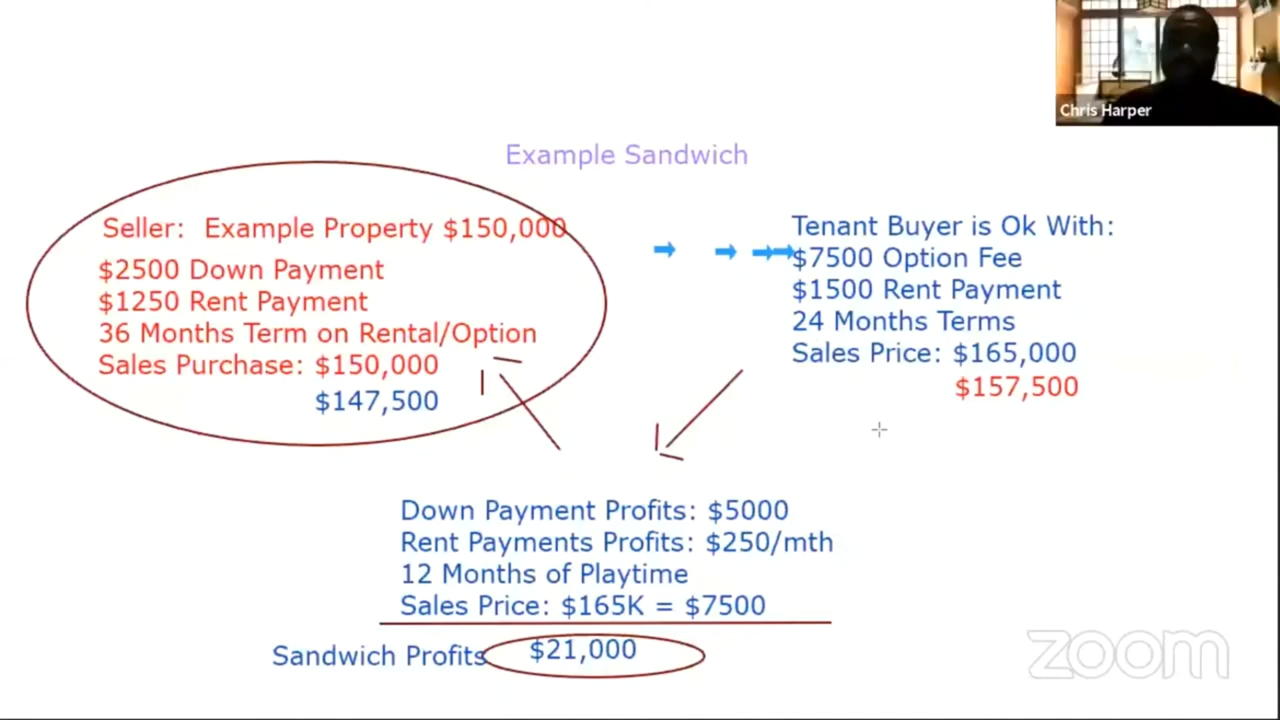 Chris Harper
Example Sandwich
Seller: Example Property $150,000
$2500 Down Payment
$1250 Rent Payment
36 Months Term on Rental/Option
Sales Purchase: $150,000
$147,500
Tenant Buyer is Ok With:
$7500 Option Fee
$1500 Rent Payment
24 Months Terms
Sales Price: $165,000
$157,500
Down Payment Profits: $5000
Rent Payments Profits: $250/mth
12 Months of Playtime
Sales Price: $165K = $7500
Sandwich Profits $21,000
zoom